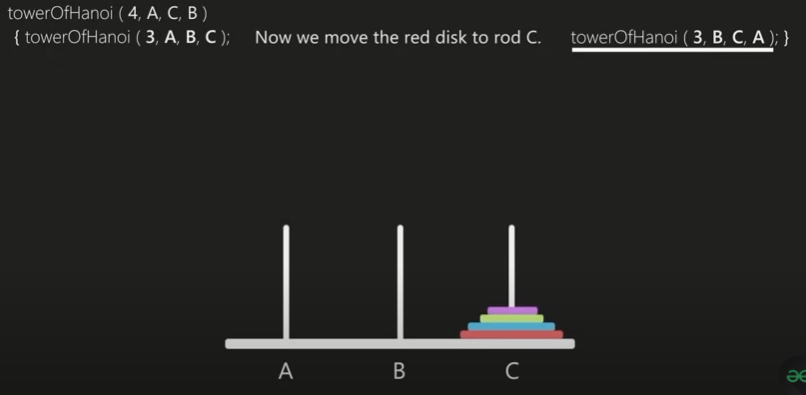 towerOfHanoi ( 4, A, C, B )
{ towerOfHanoi ( 3, A, B, C ); Now we move the red disk to rod C. towerOfHanoi ( 3, B, C, A ); }
A B C